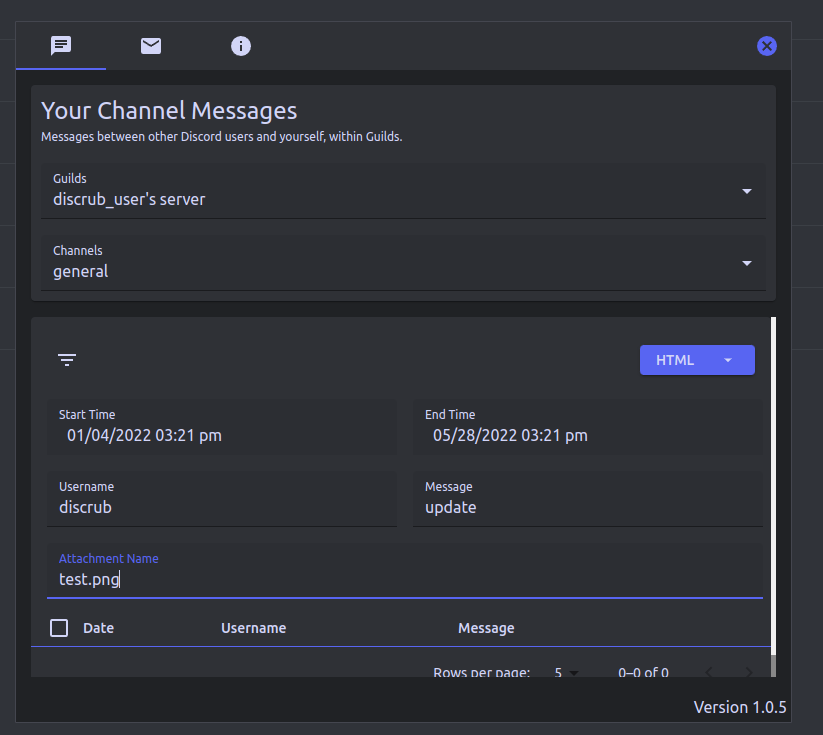 Your Channel Messages
Messages between other Discord users and yourself, within Guilds.
Guilds
discrub_user's server
Channels
general
HTML
Start Time
01/04/2022 03:21 pm
End Time
05/28/2022 03:21 pm
Username
discrub
Message
update
Attachment Name
test.png
Date Username Message
Rows per page: 5 0–0 of 0
Version 1.0.5